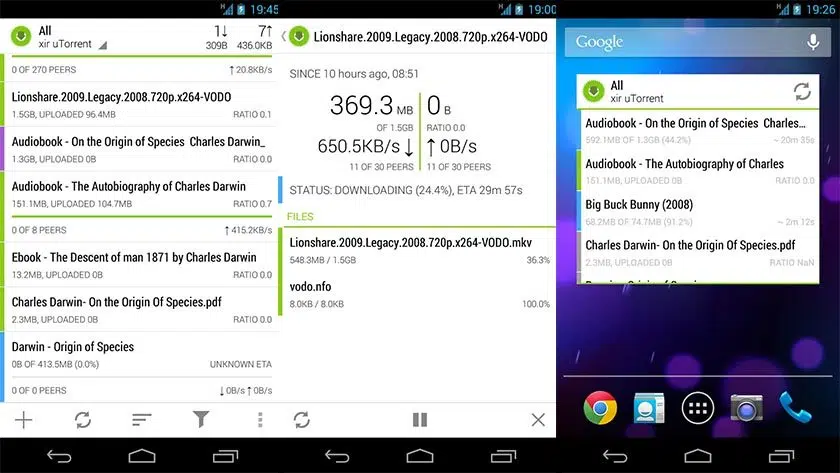 H 19:45
All
xir uTorrent
1↓ 7↑
309B 436.0KB
0 OF 270 PEERS ↑20.8KB/s
Lionshare.2009.Legacy.2008.720p.x264-VODO
1.5GB, UPLOADED 96.4MB RATIO 0.1
Audiobook - On the Origin of Species Charles Darwin_
1.3GB, UPLOADED 0B RATIO 0.0
Audiobook - The Autobiography of Charles Darwin
151.1MB, UPLOADED 104.7MB RATIO 0.7
0 OF 8 PEERS ↑415.2KB/s
Ebook - The Descent of man 1871 by Charles Darwin
13.2MB, UPLOADED 0B RATIO 0.0
Charles Darwin- On the Origin Of Species.pdf
2.3MB, UPLOADED 0B RATIO 0.0
Darwin - Origin of Species
0B OF 413.5MB (0.0%) UNKNOWN ETA
0 OF 0 PEERS ↓0B/s ↑0B/s
H 19:00
Lionshare.2009.Legacy.2008.720p.x264-VODO
SINCE 10 hours ago, 08:51
369.3 MB 0 B
OF 1.5GB RATIO 0.0
650.5KB/s ↓ ↑ 0B/s
11 OF 30 PEERS 11 OF 30 PEERS
STATUS: DOWNLOADING (24.4%), ETA 29m 57s
FILES
Lionshare.2009.Legacy.2008.720p.x264-VODO.mkv
548.3MB / 1.5GB 36.3%
vodo.nfo
8.0KB / 8.0KB 100.0%
H 19:26
Google
All
xir uTorrent
Audiobook - On the Origin of Species Charles...
592.1MB OF 1.3GB (44.2%) ~ 20m 35s
Audiobook - The Autobiography of Charles
151.1MB, UPLOADED 0B RATIO 0.0
Big Buck Bunny (2008)
68.2MB OF 74.7MB (91.2%) ~ 2m 12s
Charles Darwin- On the Origin Of Species.pdf
2.3MB, UPLOADED 0B RATIO NaN